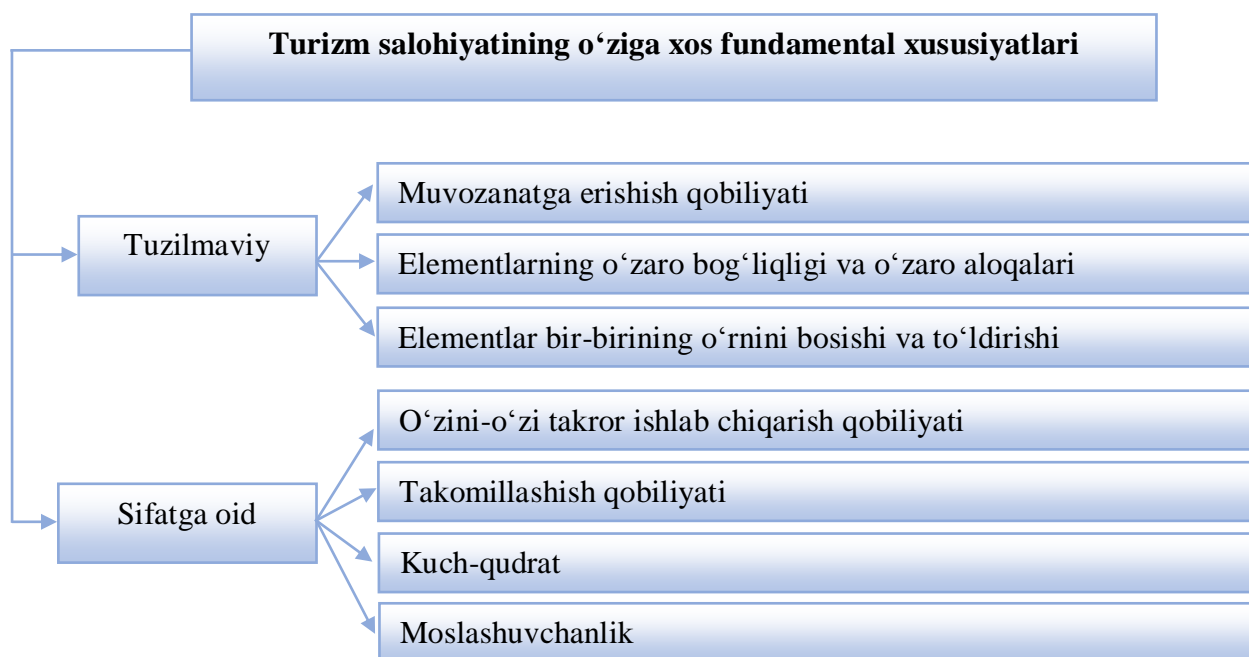 Turizm salohiyatining o‘ziga xos fundamental xususiyatlari
Tuzilmaviy
Muvozanatga erishish qobiliyati
Elementlarning o‘zaro bog‘liqligi va o‘zaro aloqalari
Elementlar bir-birining o‘rnini bosishi va to‘ldirishi
Sifatga oid
O‘zini-o‘zi takror ishlab chiqarish qobiliyati
Takomillashish qobiliyati
Kuch-qudrat
Moslashuvchanlik